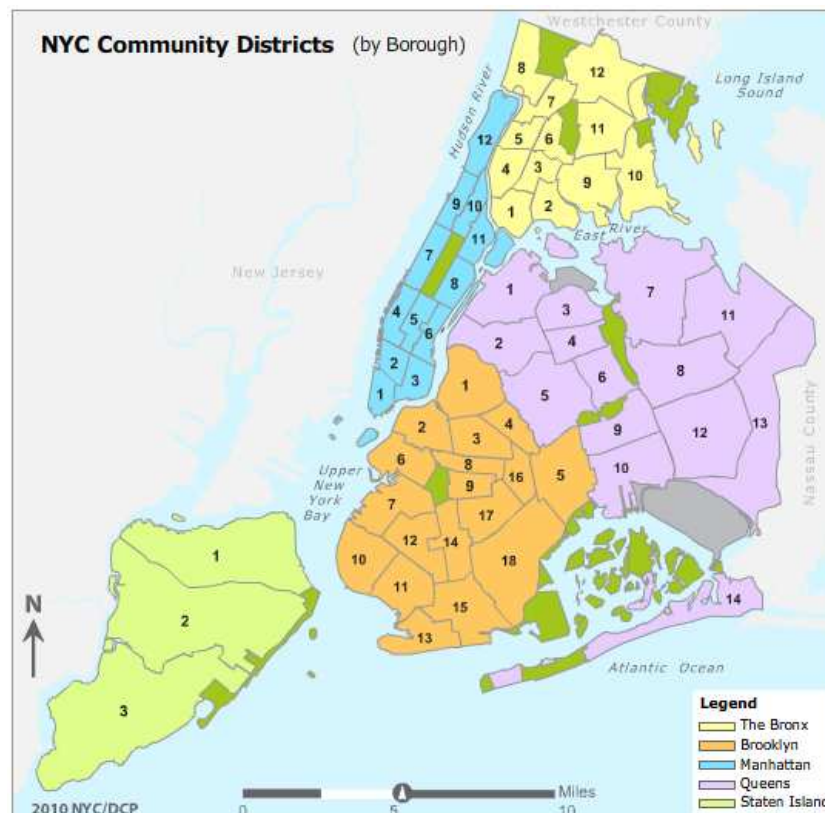 NYC Community Districts (by Borough)
Westchester County
Hudson River
Long Island
Sound
8
12
7
12
11
5
6
4
3
9
10
9
10
1
2
East River
11
7
New Jersey
8
1
7
11
3
4
5
6
2
4
8
2
3
6
1
1
5
13
Nassau County
2
4
3
9
12
6
8
5
Upper
New
York
Bay
16
9
10
7
17
12
14
10
18
1
11
N
2
15
14
13
Atlantic Ocean
3
Legend
The Bronx
Brooklyn
Manhattan
Queens
Staten Island
Miles
2010 NYC/DCP
0
5
10